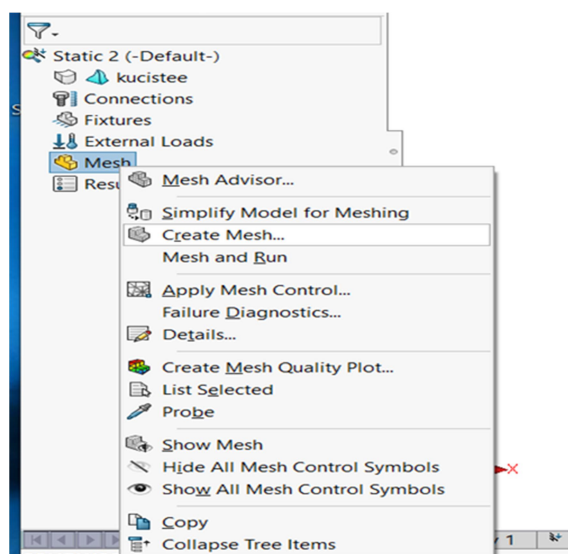 Static 2 (-Default-)
kucistee
Connections
Fixtures
External Loads
Mesh
Mesh Advisor...
Simplify Model for Meshing
Create Mesh...
Mesh and Run
Apply Mesh Control...
Failure Diagnostics...
Details...
Create Mesh Quality Plot...
List Selected
Probe
Show Mesh
Hide All Mesh Control Symbols
Show All Mesh Control Symbols
Copy
Collapse Tree Items